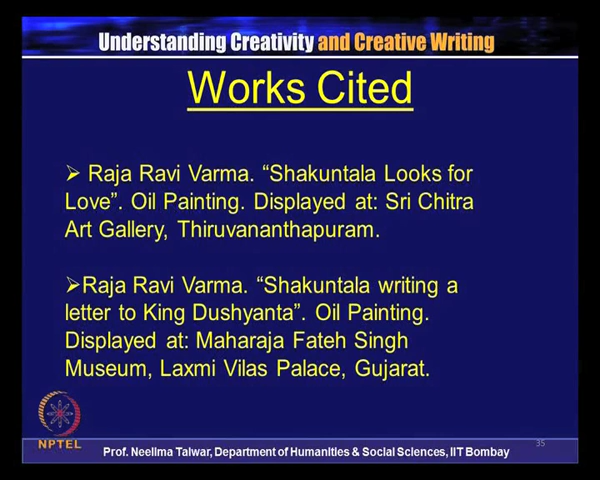 Understanding Creativity and Creative Writing
Works Cited
➢ Raja Ravi Varma. “Shakuntala Looks for
Love”. Oil Painting. Displayed at: Sri Chitra
Art Gallery, Thiruvananthapuram.
➢Raja Ravi Varma. “Shakuntala writing a
letter to King Dushyanta”. Oil Painting.
Displayed at: Maharaja Fateh Singh
Museum, Laxmi Vilas Palace, Gujarat.
NPTEL
35
Prof. Neelima Talwar, Department of Humanities & Social Sciences, IIT Bombay